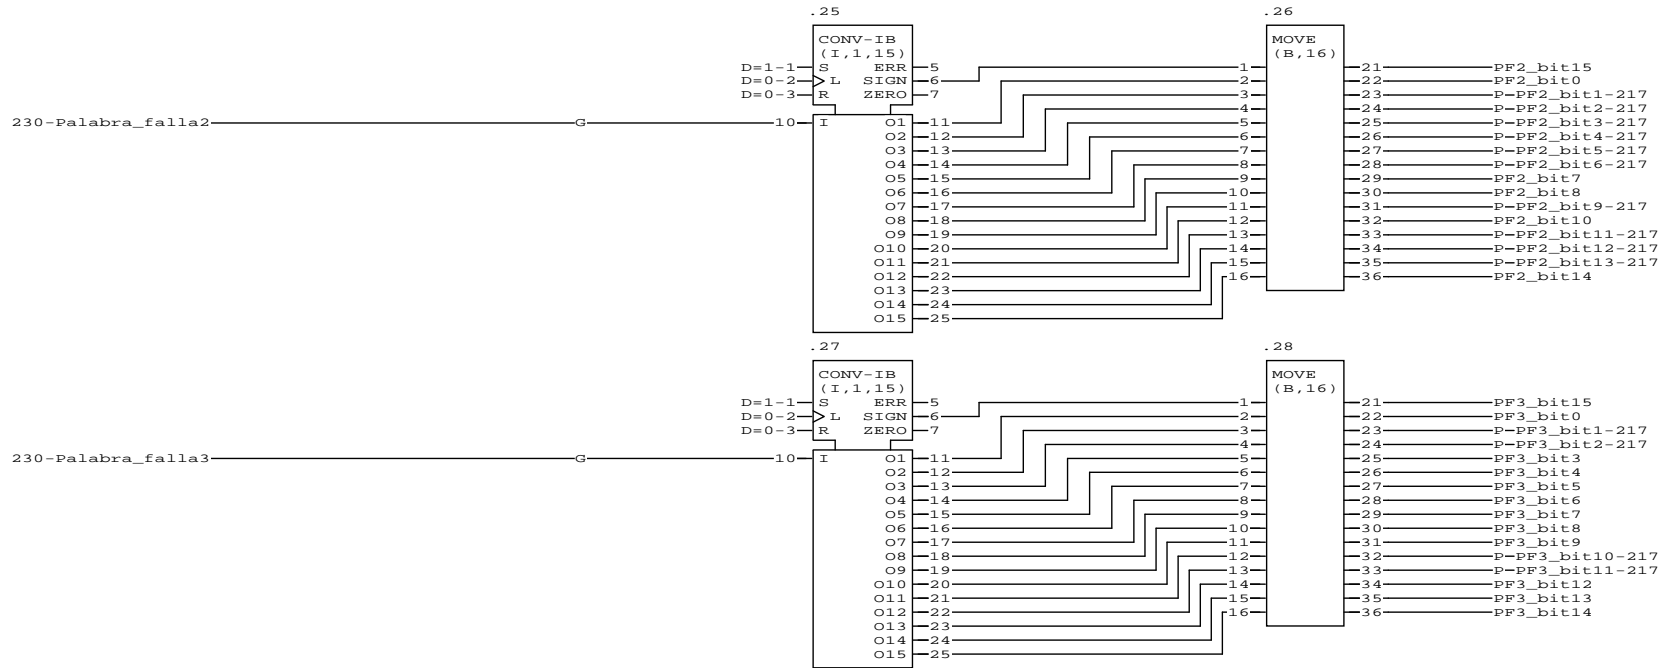 .25 .26
CONV-IB MOVE
(I,1,15) (B,16)
D=1-1 S ERR 5 1 21 PF2_bit15
D=0-2 L SIGN 6 2 22 PF2_bit0
D=0-3 R ZERO 7 3 23 P-PF2_bit1-217
4 24 P-PF2_bit2-217
230-Palabra_falla2 G 10 I O1 11 5 25 P-PF2_bit3-217
O2 12 6 26 P-PF2_bit4-217
O3 13 7 27 P-PF2_bit5-217
O4 14 8 28 P-PF2_bit6-217
O5 15 9 29 PF2_bit7
O6 16 10 30 PF2_bit8
O7 17 11 31 P-PF2_bit9-217
O8 18 12 32 PF2_bit10
O9 19 13 33 P-PF2_bit11-217
O10 20 14 34 P-PF2_bit12-217
O11 21 15 35 P-PF2_bit13-217
O12 22 16 36 PF2_bit14
O13 23
O14 24
O15 25
.27 .28
CONV-IB MOVE
(I,1,15) (B,16)
D=1-1 S ERR 5 1 21 PF3_bit15
D=0-2 L SIGN 6 2 22 PF3_bit0
D=0-3 R ZERO 7 3 23 P-PF3_bit1-217
4 24 P-PF3_bit2-217
230-Palabra_falla3 G 10 I O1 11 5 25 PF3_bit3
O2 12 6 26 PF3_bit4
O3 13 7 27 PF3_bit5
O4 14 8 28 PF3_bit6
O5 15 9 29 PF3_bit7
O6 16 10 30 PF3_bit8
O7 17 11 31 PF3_bit9
O8 18 12 32 P-PF3_bit10-217
O9 19 13 33 P-PF3_bit11-217
O10 20 14 34 PF3_bit12
O11 21 15 35 PF3_bit13
O12 22 16 36 PF3_bit14
O13 23
O14 24
O15 25